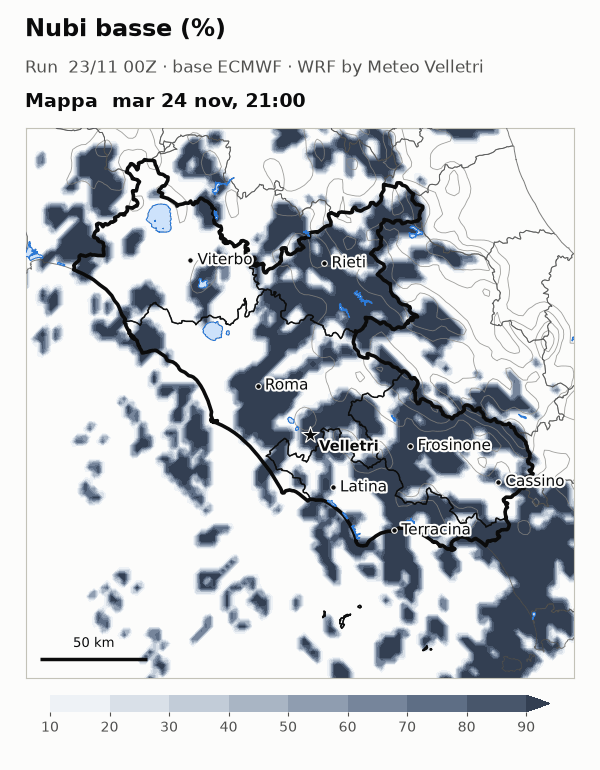 Nubi basse (%)
Run  23/11 00Z · base ECMWF · WRF by Meteo Velletri
Mappa  mar 24 nov, 21:00
Viterbo
Rieti
Roma
Velletri
Frosinone
Latina
Cassino
Terracina
50 km
10 20 30 40 50 60 70 80 90